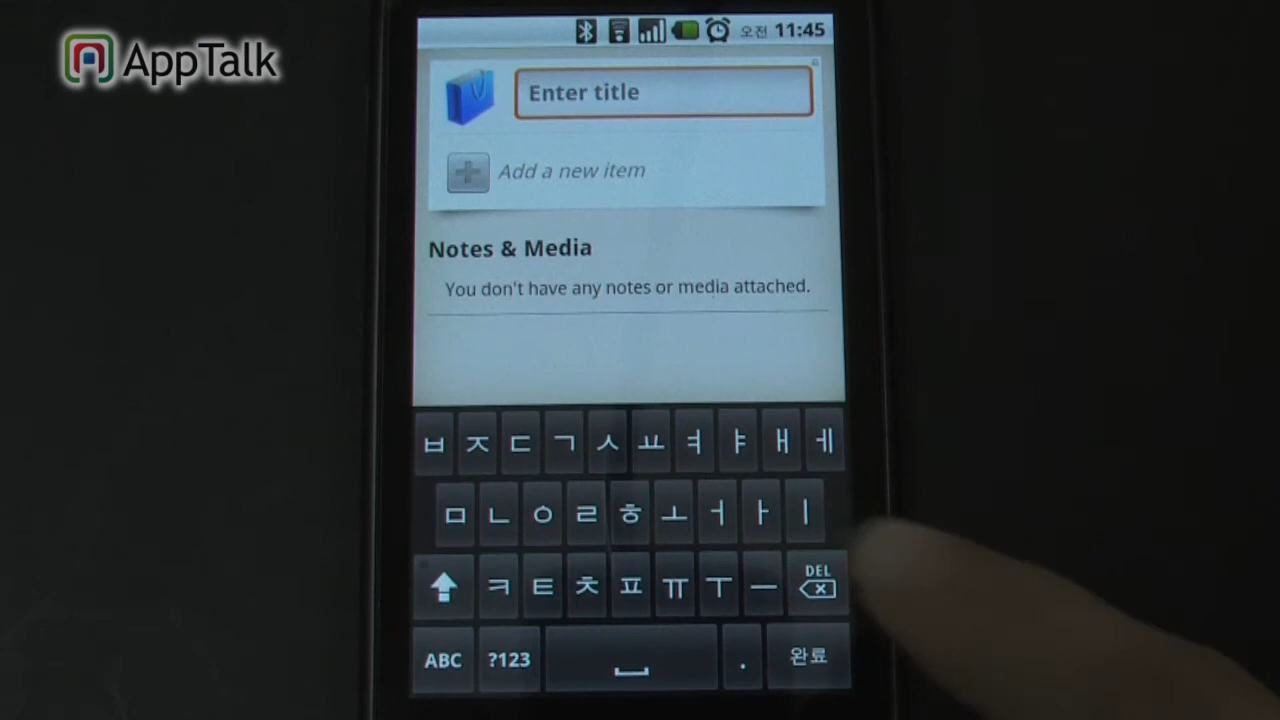 AppTalk
오전 11:45
Enter title
Add a new item
Notes & Media
You don't have any notes or media attached.
ㅂ ㅈ ㄷ ㄱ ㅅ ㅛ ㅕ ㅑ ㅐ ㅔ
ㅁ ㄴ ㅇ ㄹ ㅎ ㅗ ㅓ ㅏ ㅣ
ㅋ ㅌ ㅊ ㅍ ㅠ ㅜ ㅡ DEL
ABC ?123 . 완료